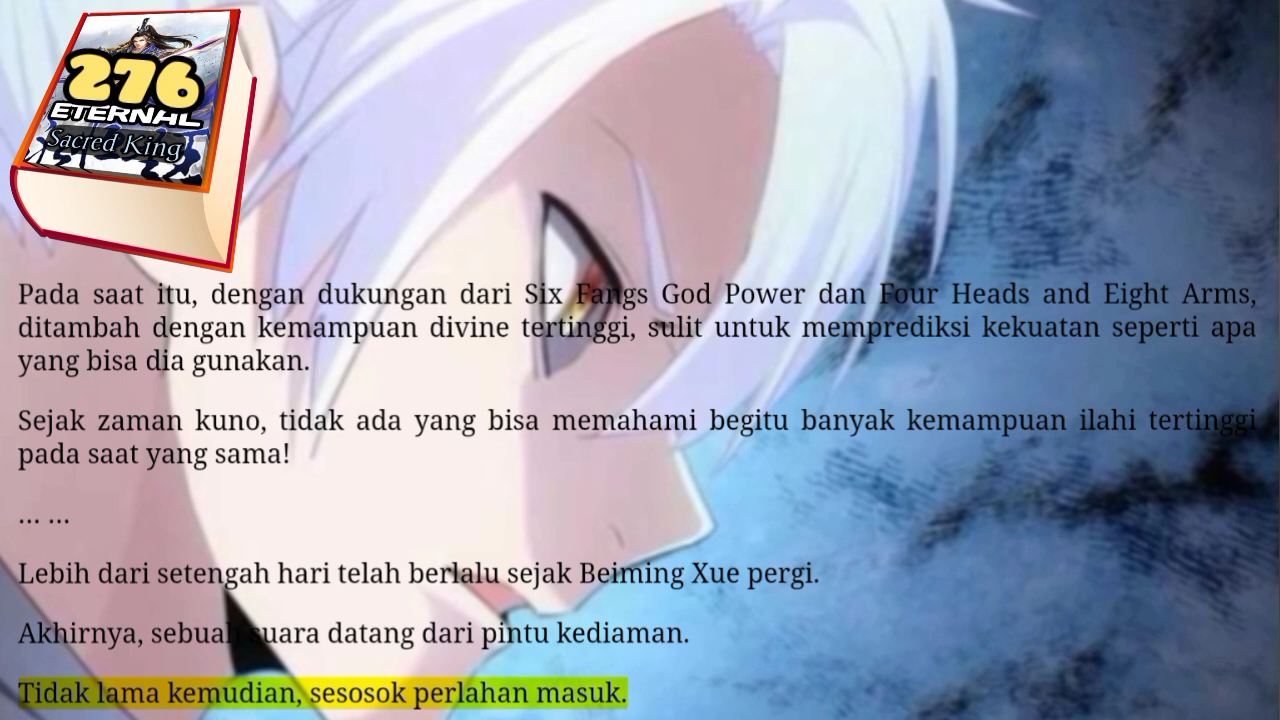 276
ETERNAL
Sacred King
Pada saat itu, dengan dukungan dari Six Fangs God Power dan Four Heads and Eight Arms,
ditambah dengan kemampuan divine tertinggi, sulit untuk memprediksi kekuatan seperti apa
yang bisa dia gunakan.
Sejak zaman kuno, tidak ada yang bisa memahami begitu banyak kemampuan ilahi tertinggi
pada saat yang sama!
... ...
Lebih dari setengah hari telah berlalu sejak Beiming Xue pergi.
Akhirnya, sebuah suara datang dari pintu kediaman.
Tidak lama kemudian, sesosok perlahan masuk.